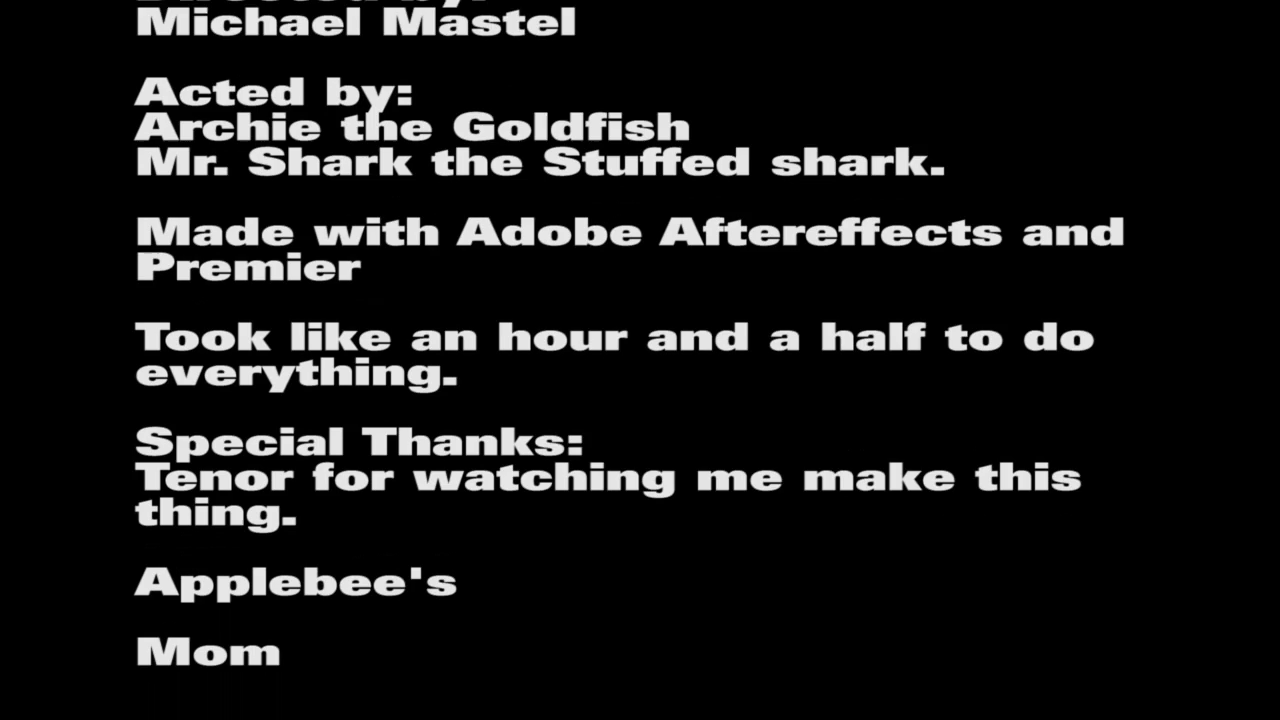 Directed by:
Michael Mastel
Acted by:
Archie the Goldfish
Mr. Shark the Stuffed shark.
Made with Adobe Aftereffects and
Premier
Took like an hour and a half to do
everything.
Special Thanks:
Tenor for watching me make this
thing.
Applebee's
Mom